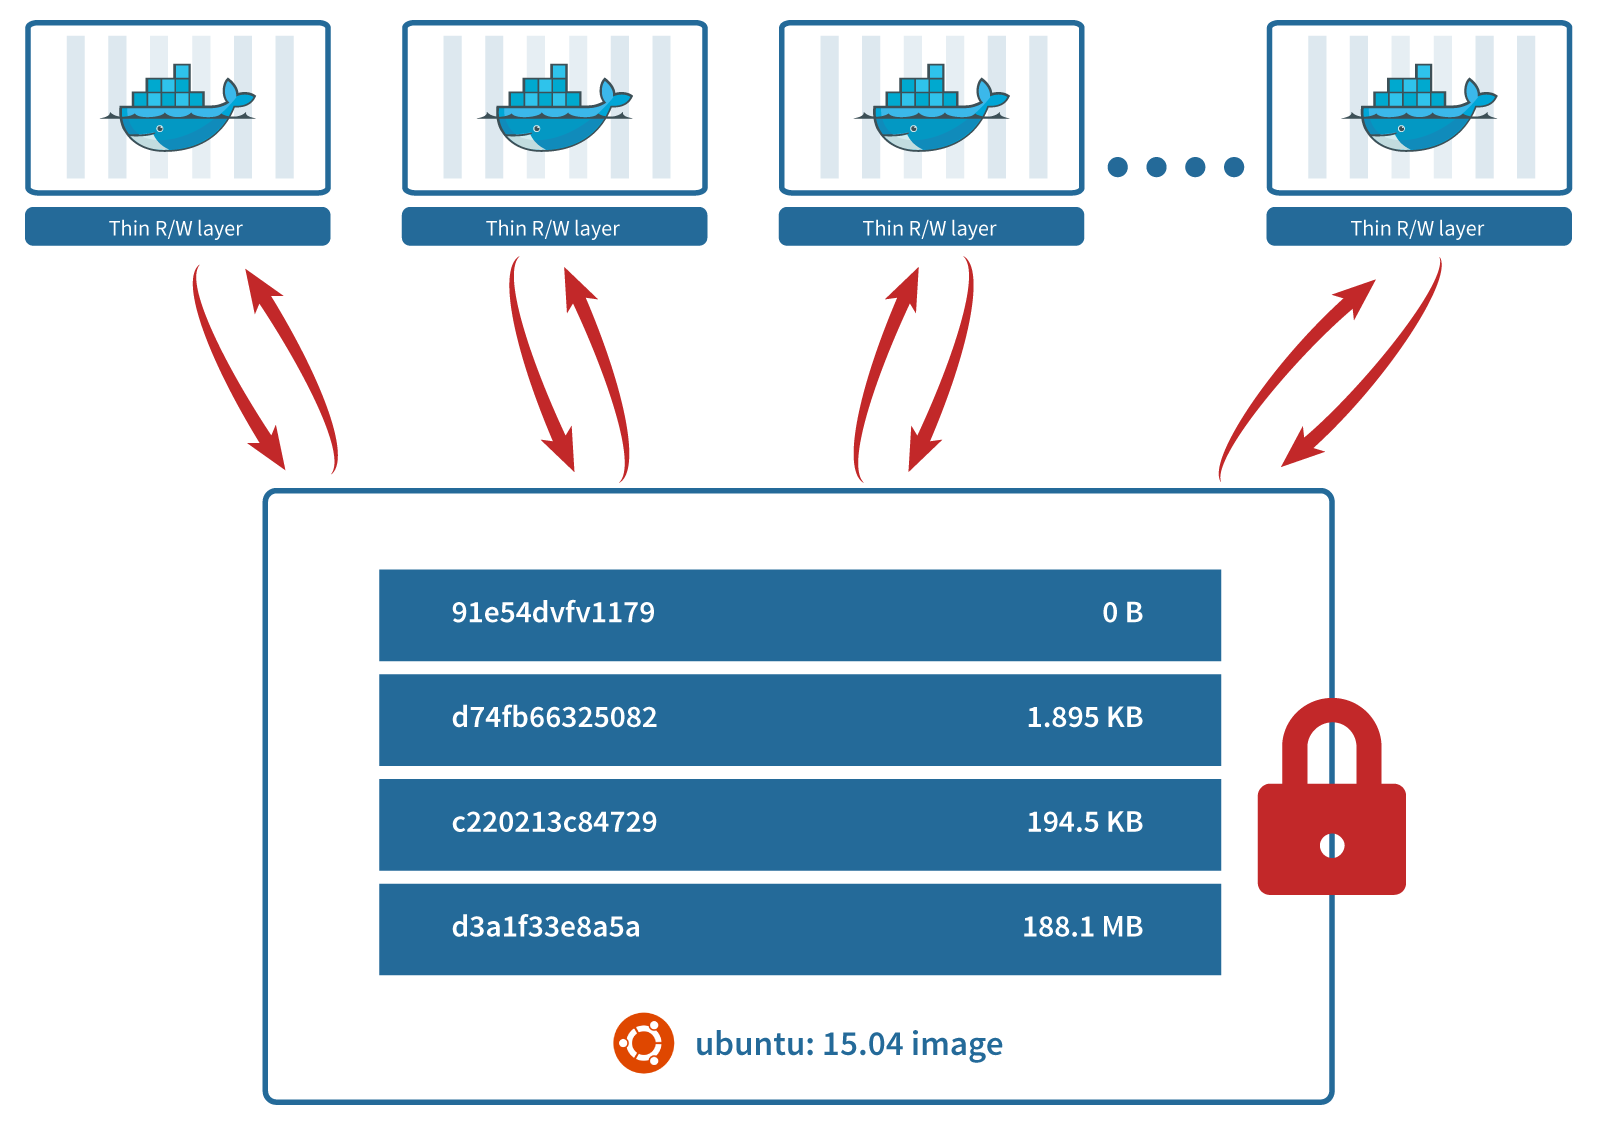 Thin R/W layer
Thin R/W layer
Thin R/W layer
Thin R/W layer
91e54dvfv1179 0 B
d74fb66325082 1.895 KB
c220213c84729 194.5 KB
d3a1f33e8a5a 188.1 MB
ubuntu: 15.04 image